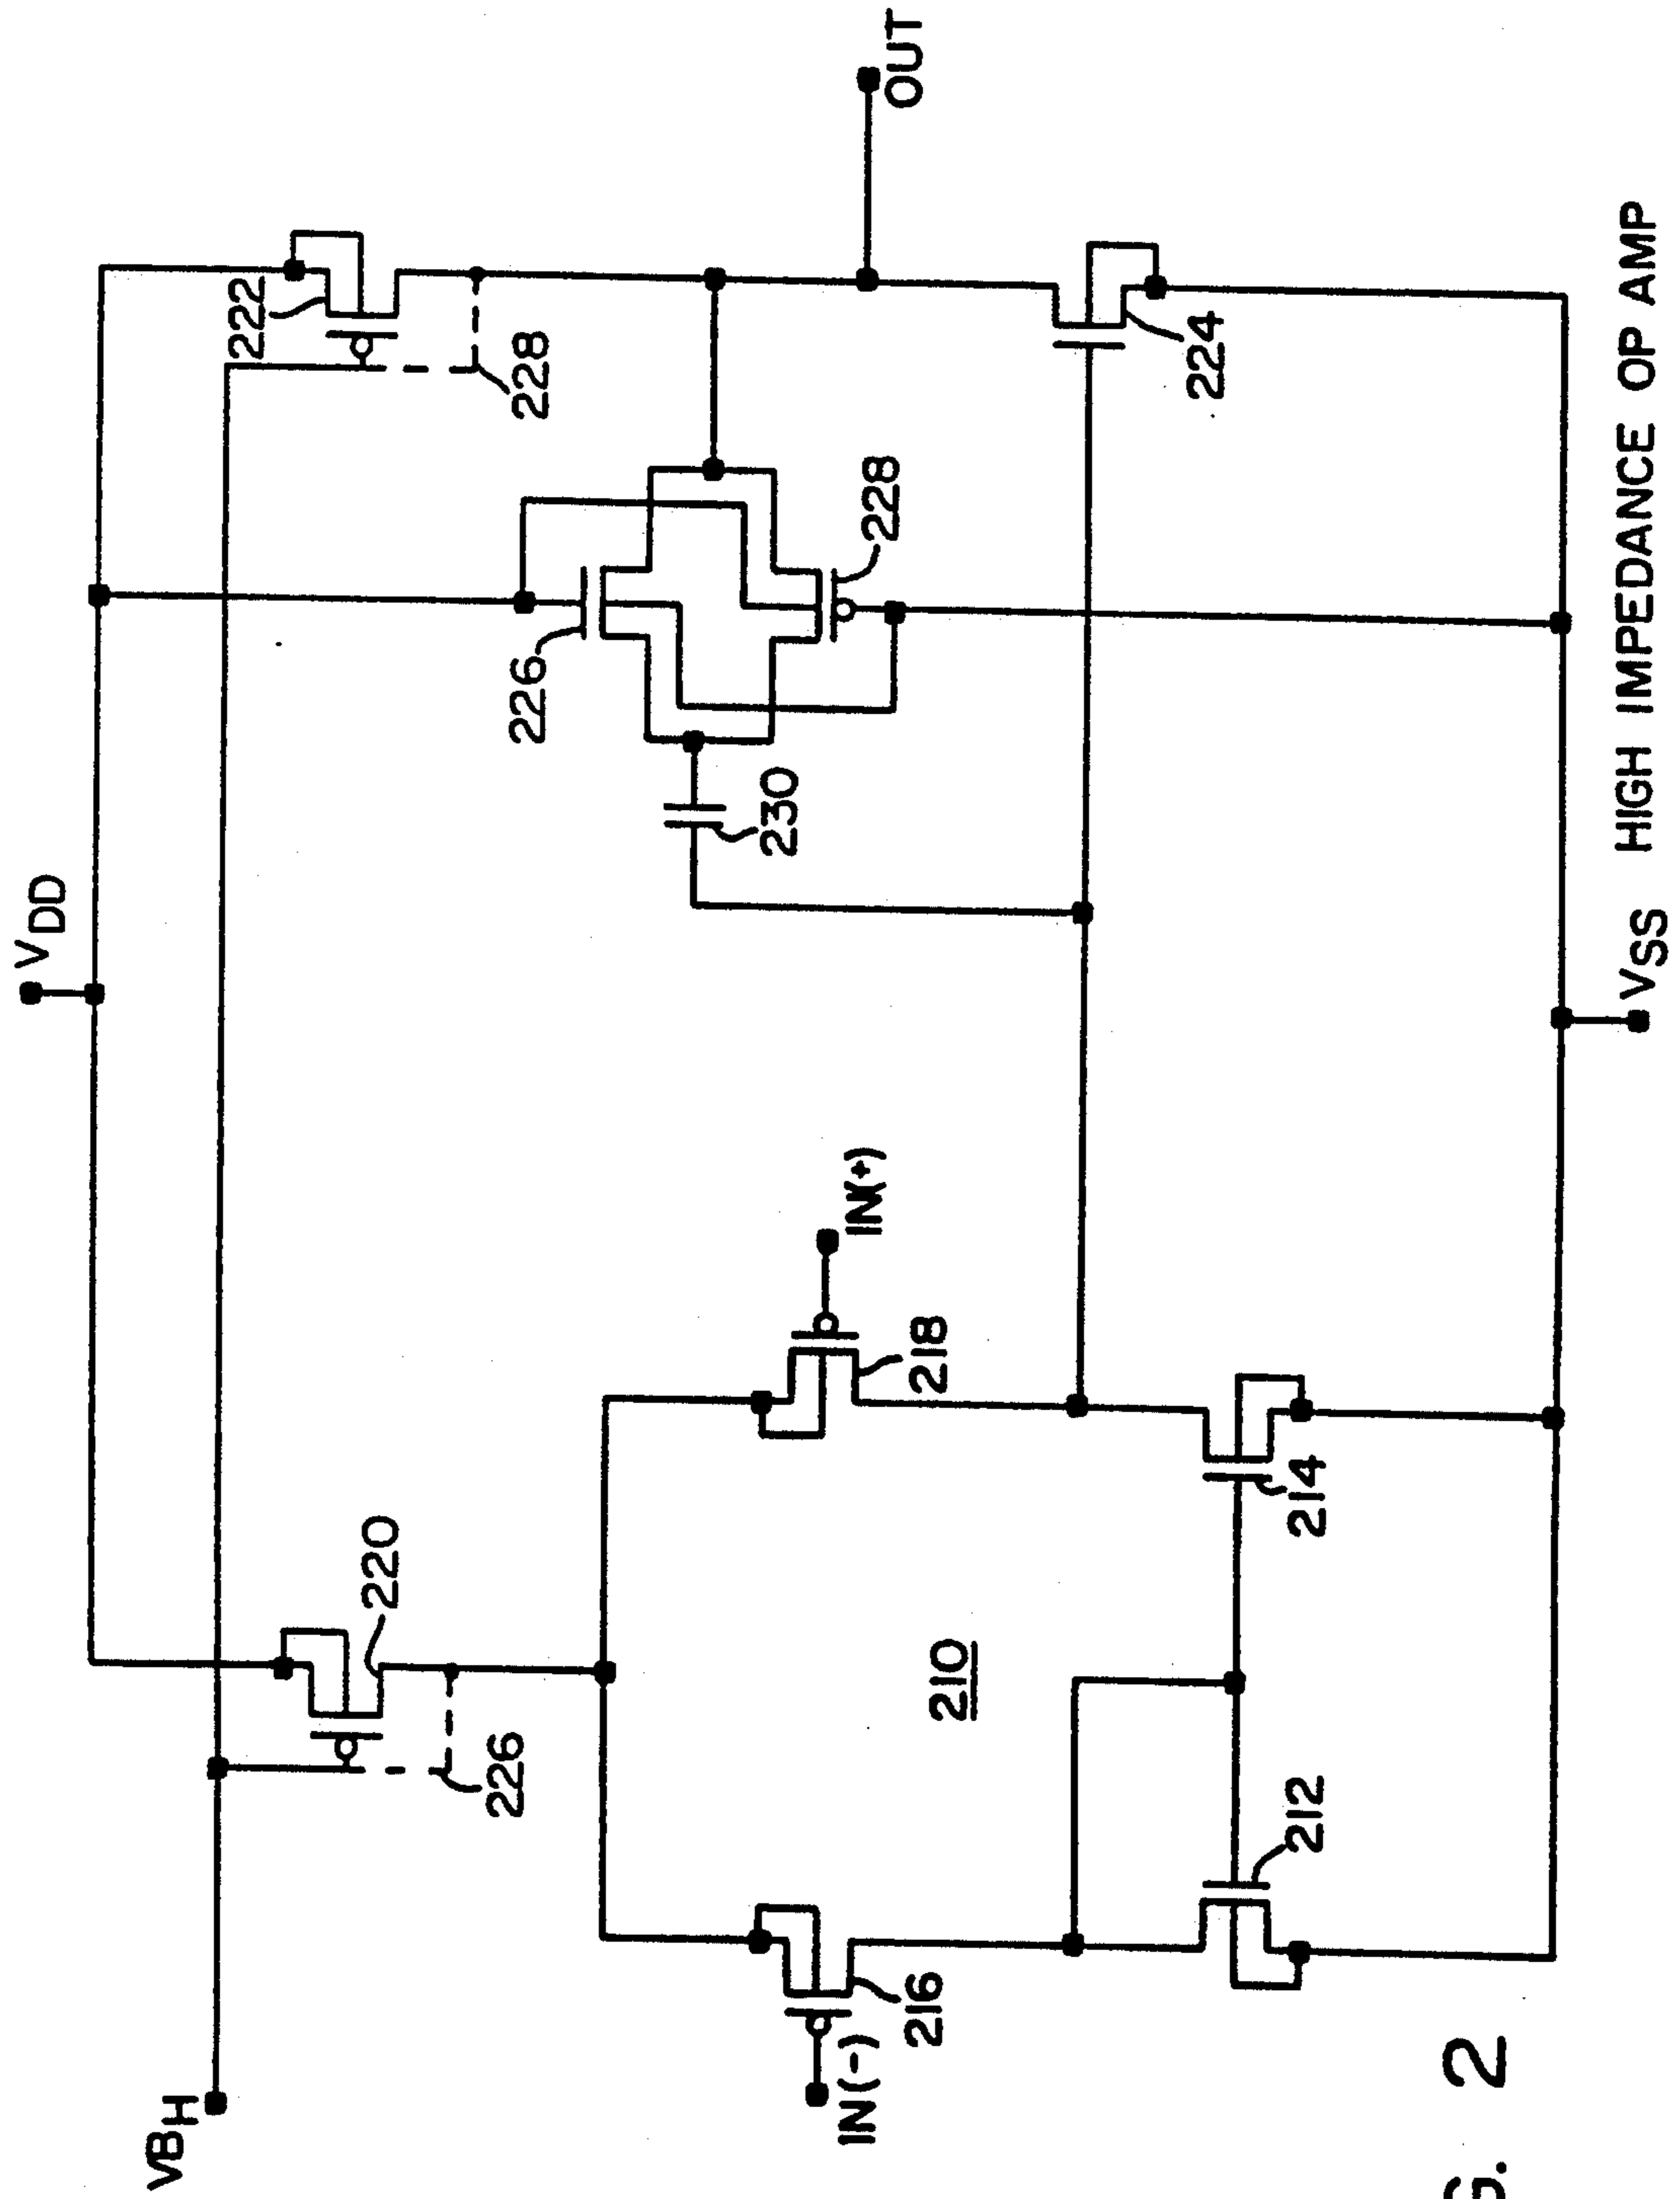 VDD
VBH
222
220
228
226
226
OUT
228
230
IN(-)
216
IN(+)
218
210
224
212
214
VSS
HIGH IMPEDANCE OP AMP
2